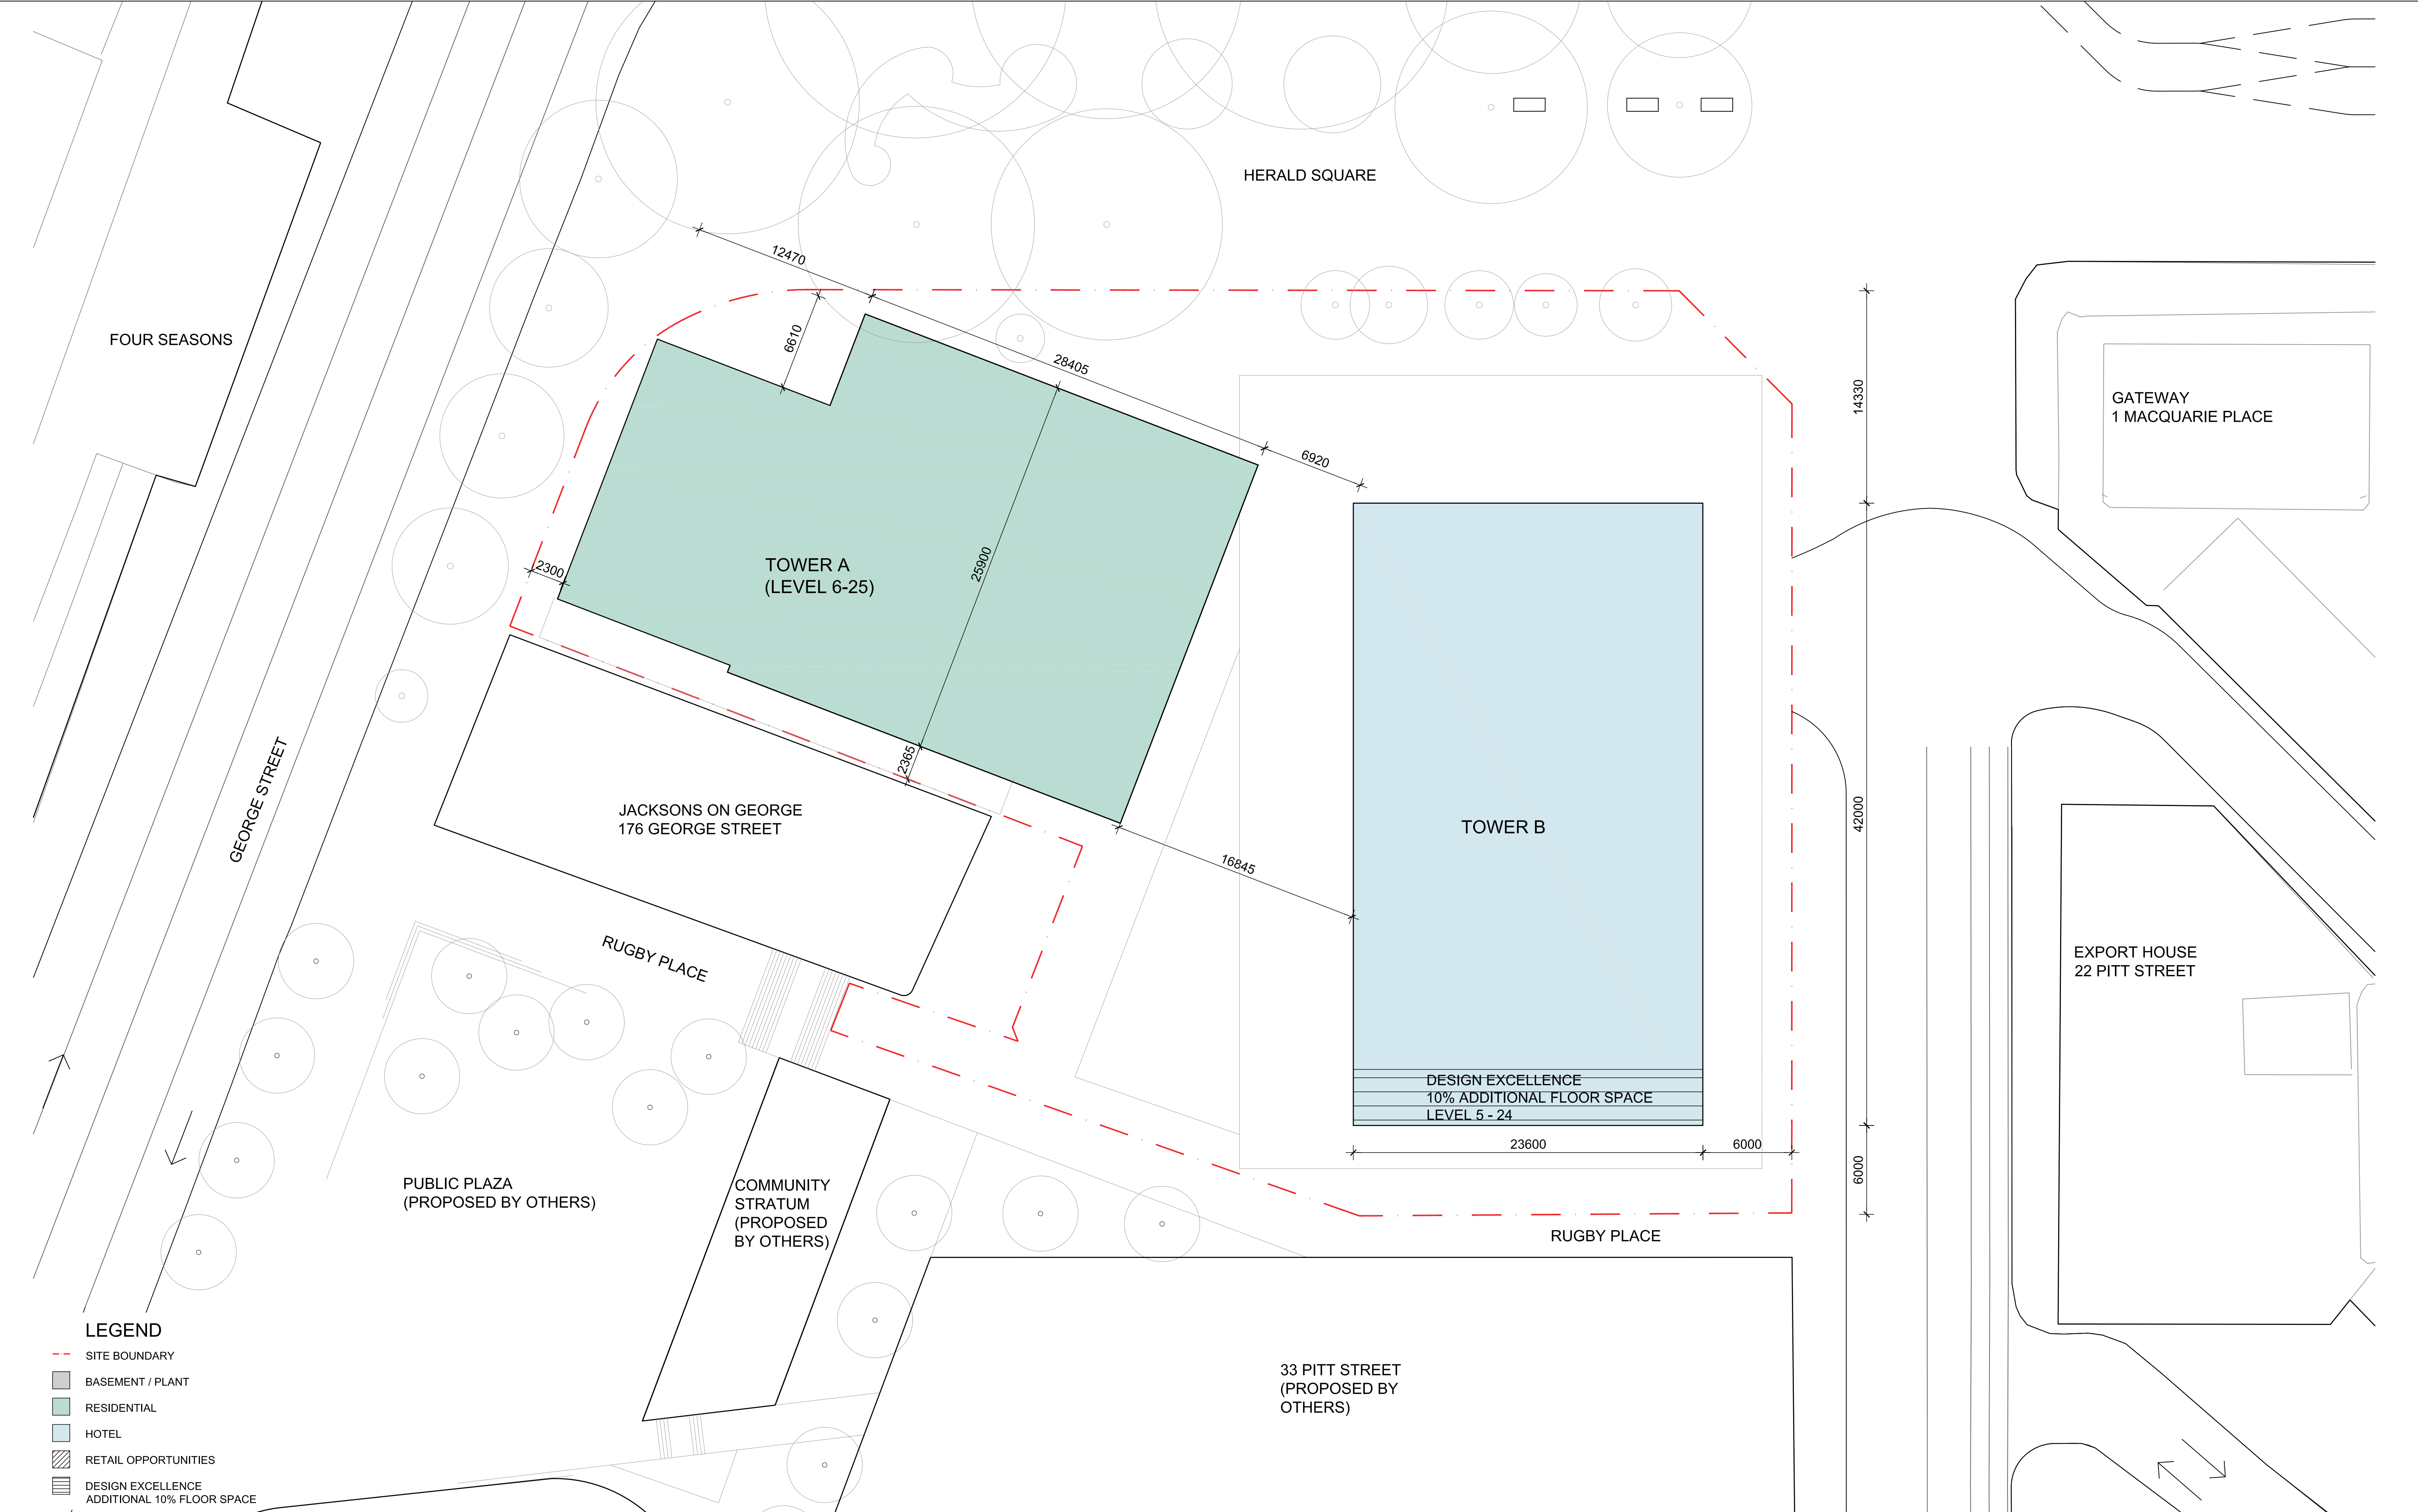 HERALD SQUARE
12470
FOUR SEASONS
6610
28405
14330
GATEWAY
1 MACQUARIE PLACE
6920
TOWER A
(LEVEL 6-25)
2300
25900
2365
GEORGE STREET
JACKSONS ON GEORGE
176 GEORGE STREET
TOWER B
42000
16845
RUGBY PLACE
EXPORT HOUSE
22 PITT STREET
DESIGN EXCELLENCE
10% ADDITIONAL FLOOR SPACE
LEVEL 5 - 24
23600
6000
6000
PUBLIC PLAZA
(PROPOSED BY OTHERS)
COMMUNITY
STRATUM
(PROPOSED
BY OTHERS)
RUGBY PLACE
33 PITT STREET
(PROPOSED BY
OTHERS)
LEGEND
SITE BOUNDARY
BASEMENT / PLANT
RESIDENTIAL
HOTEL
RETAIL OPPORTUNITIES
DESIGN EXCELLENCE
ADDITIONAL 10% FLOOR SPACE